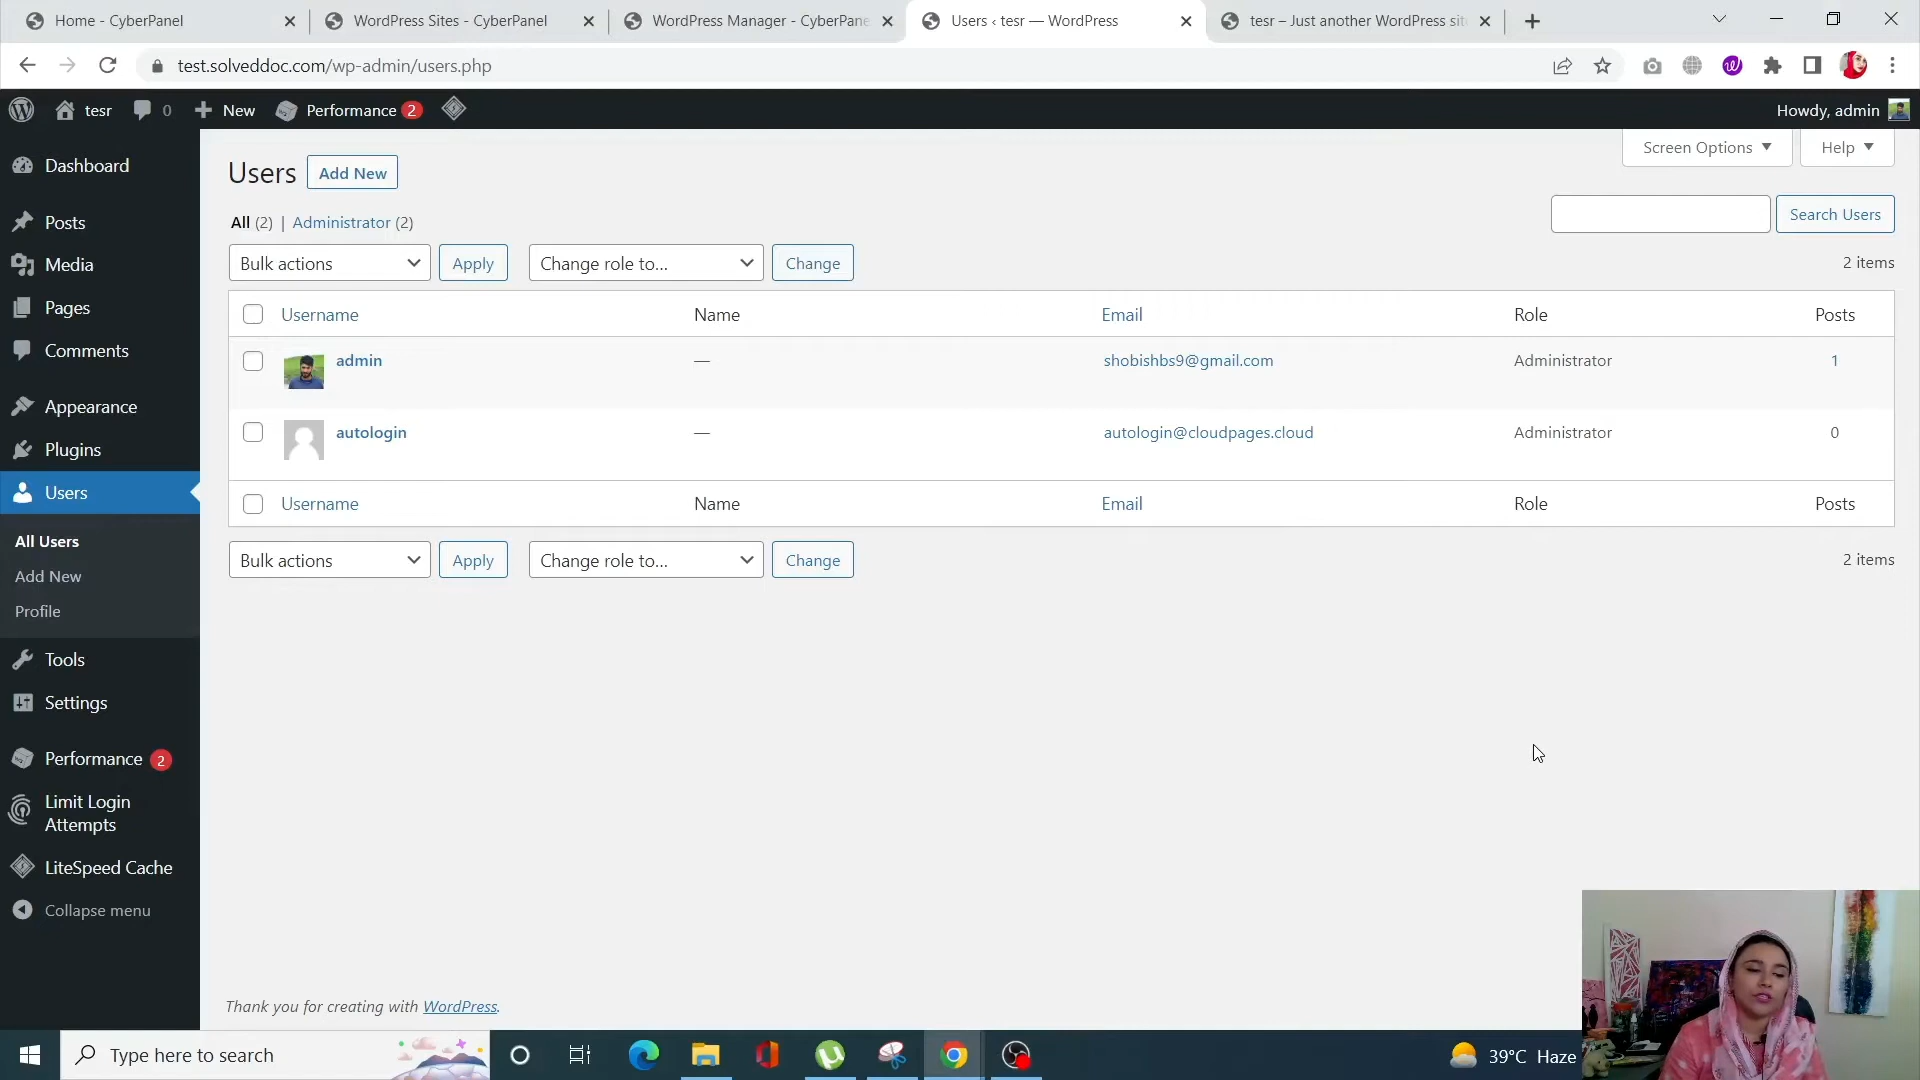 Home - CyberPanel
WordPress Sites - CyberPanel
WordPress Manager - CyberPane
Users ‹ tesr — WordPress
tesr – Just another WordPress sit
test.solveddoc.com/wp-admin/users.php
tesr
0
New
Performance 2
Howdy, admin
Screen Options
Help
Dashboard
Posts
Media
Pages
Comments
Appearance
Plugins
Users
All Users
Add New
Profile
Tools
Settings
Performance 2
Limit Login
Attempts
LiteSpeed Cache
Collapse menu
Users
Add New
All (2) | Administrator (2)
Search Users
Bulk actions
Apply
Change role to...
Change
2 items
Username Name Email Role Posts
admin — shobishbs9@gmail.com Administrator 1
autologin — autologin@cloudpages.cloud Administrator 0
Username Name Email Role Posts
Bulk actions
Apply
Change role to...
Change
2 items
Thank you for creating with WordPress.
Type here to search
39°C Haze